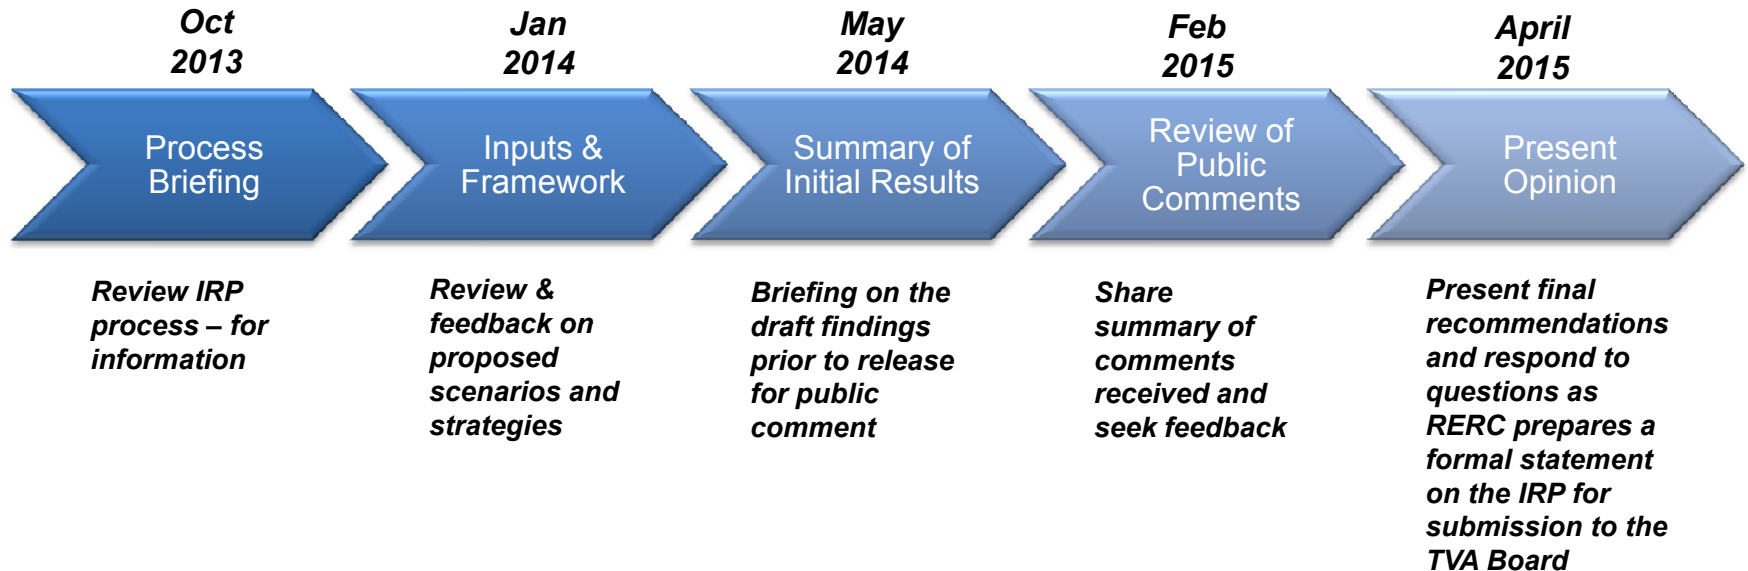 Oct
2013
Jan
2014
May
2014
Feb
2015
April
2015
Process
Briefing
Inputs &
Framework
Summary of
Initial Results
Review of
Public
Comments
Present
Opinion
Review IRP
process – for
information
Review &
feedback on
proposed
scenarios and
strategies
Briefing on the
draft findings
prior to release
for public
comment
Share
summary of
comments
received and
seek feedback
Present final
recommendations
and respond to
questions as
RERC prepares a
formal statement
on the IRP for
submission to the
TVA Board